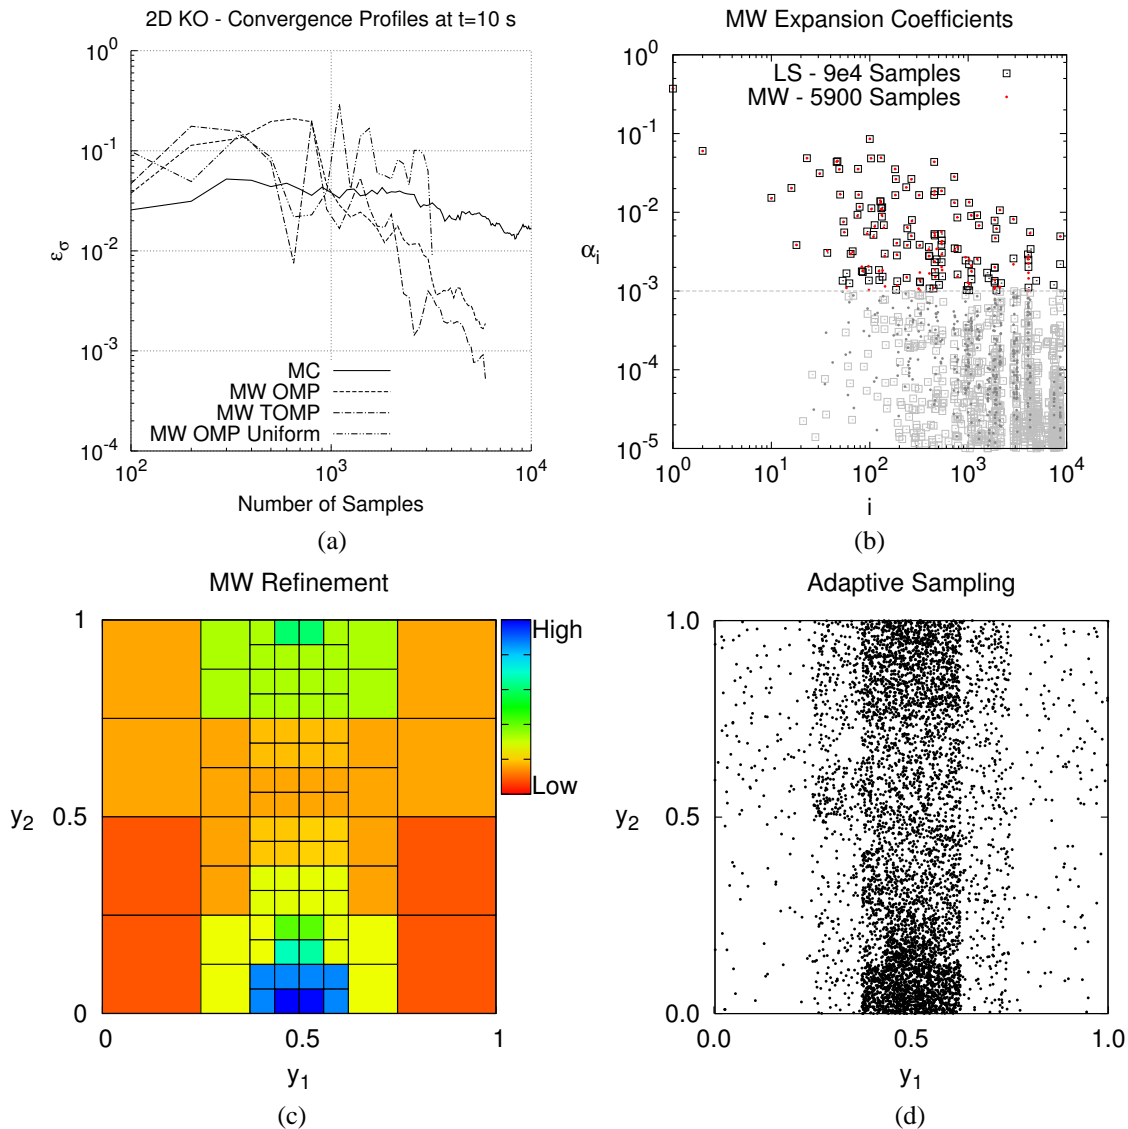 2D KO - Convergence Profiles at t=10 s
10^0
10^-1
10^-2
10^-3
10^-4
ε_σ
MC
MW OMP
MW TOMP
MW OMP Uniform
10^2
10^3
10^4
Number of Samples
(a)
MW Expansion Coefficients
10^0
10^-1
10^-2
10^-3
10^-4
10^-5
α_i
LS - 9e4 Samples
MW - 5900 Samples
10^0
10^1
10^2
10^3
10^4
i
(b)
MW Refinement
1
0.5
0
y_2
High
Low
0
0.5
1
y_1
(c)
Adaptive Sampling
1.0
0.5
0.0
y_2
0.0
0.5
1.0
y_1
(d)